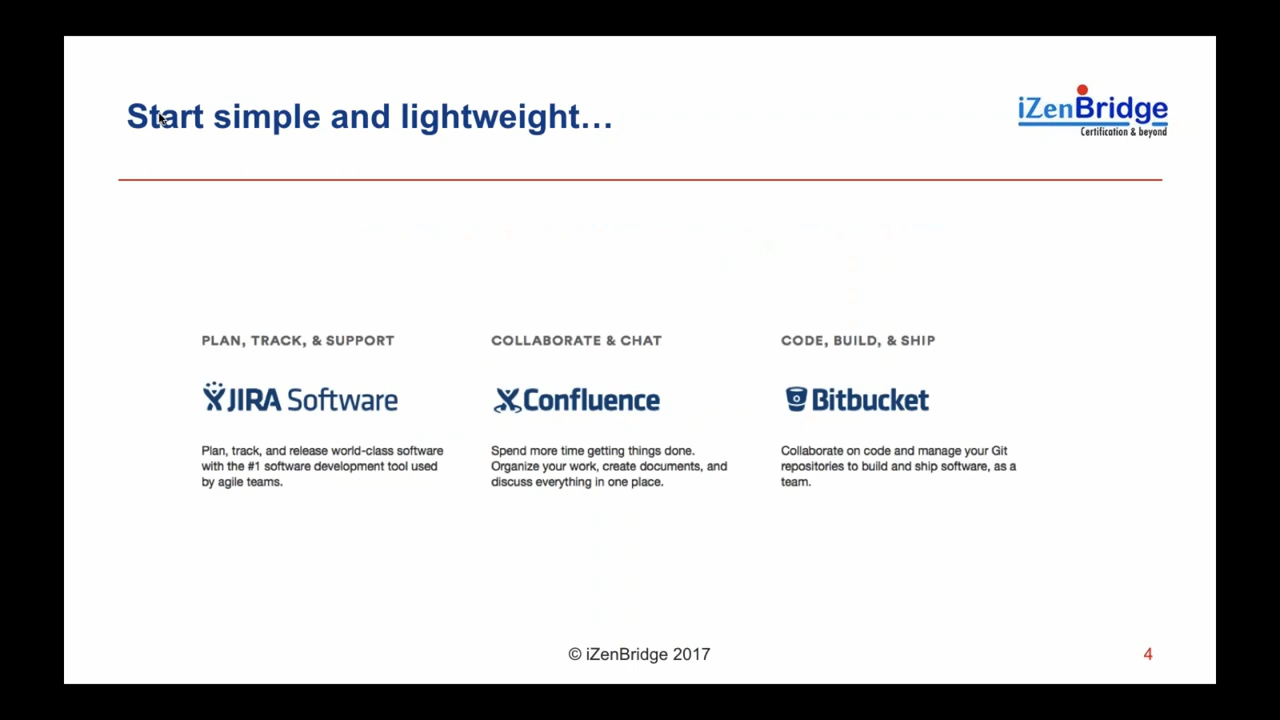 Start simple and lightweight…
iZenBridge
Certification & beyond
PLAN, TRACK, & SUPPORT
JIRA Software
Plan, track, and release world-class software
with the #1 software development tool used
by agile teams.
COLLABORATE & CHAT
Confluence
Spend more time getting things done.
Organize your work, create documents, and
discuss everything in one place.
CODE, BUILD, & SHIP
Bitbucket
Collaborate on code and manage your Git
repositories to build and ship software, as a
team.
© iZenBridge 2017
4